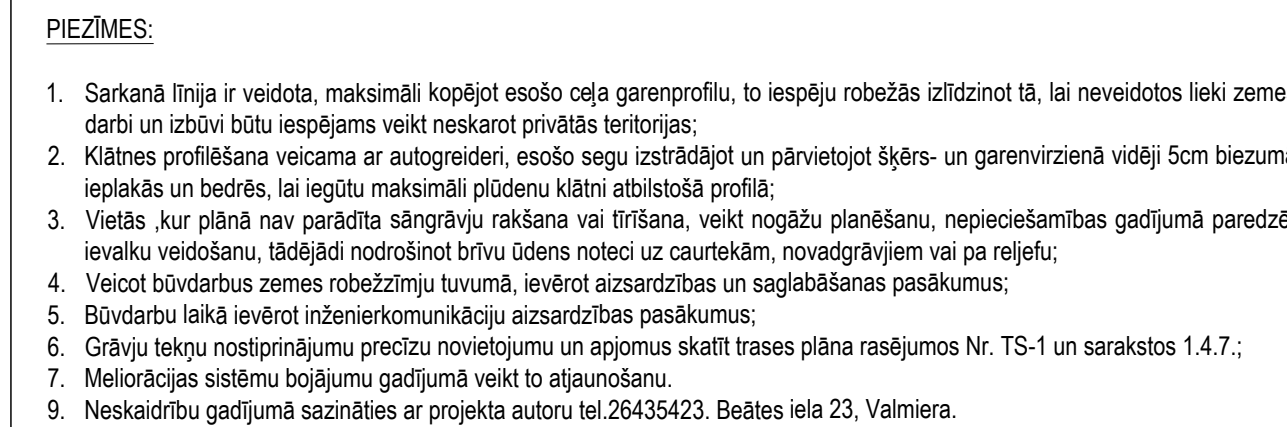 PIEZĪMES:
1. Sarkanā līnija ir veidota, maksimāli kopējot esošo ceļa garenprofilu, to iespēju robežās izlīdzinot tā, lai neveidotos lieki zemes
darbi un izbūvi būtu iespējams veikt neskarot privātās teritorijas;
2. Klātnes profilēšana veicama ar autogreideri, esošo segu izstrādājot un pārvietojot šķērs- un garenvirzienā vidēji 5cm biezumā
ieplakās un bedrēs, lai iegūtu maksimāli plūdenu klātni atbilstošā profilā;
3. Vietās ,kur plānā nav parādīta sāngrāvju rakšana vai tīrīšana, veikt nogāžu planēšanu, nepieciešamības gadījumā paredzē
ievalku veidošanu, tādējādi nodrošinot brīvu ūdens noteci uz caurtekām, novadgrāvjiem vai pa reljefu;
4. Veicot būvdarbus zemes robežzīmju tuvumā, ievērot aizsardzības un saglabāšanas pasākumus;
5. Būvdarbu laikā ievērot inženierkomunikāciju aizsardzības pasākumus;
6. Grāvju tekņu nostiprinājumu precīzu novietojumu un apjomus skatīt trases plāna rasējumos Nr. TS-1 un sarakstos 1.4.7.;
7. Meliorācijas sistēmu bojājumu gadījumā veikt to atjaunošanu.
9. Neskaidrību gadījumā sazināties ar projekta autoru tel.26435423. Beātes iela 23, Valmiera.